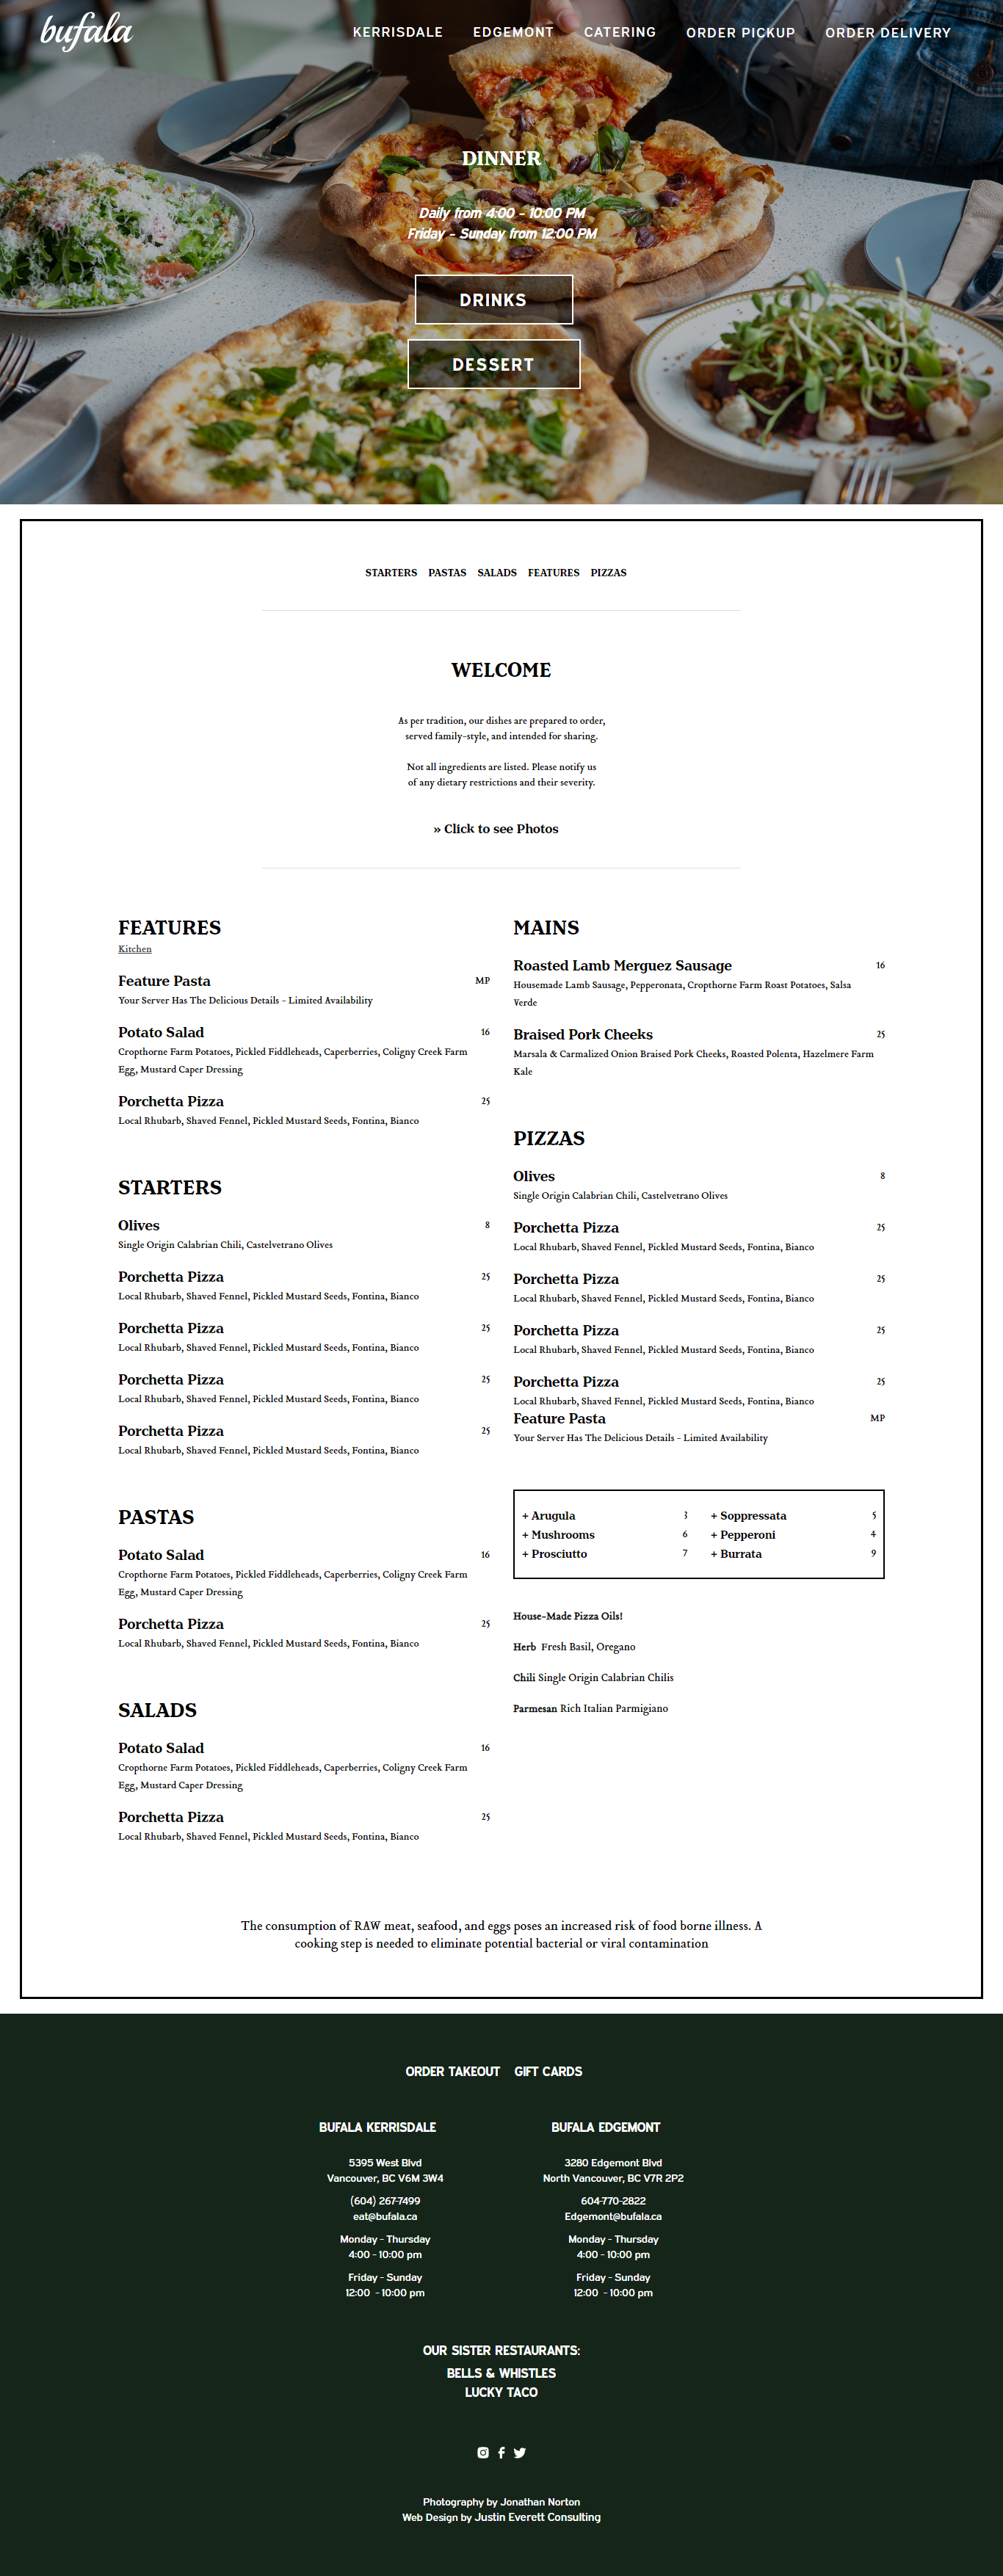 bufala
KERRISDALE EDGEMONT CATERING ORDER PICKUP ORDER DELIVERY
DINNER
Daily from 4:00 - 10:00 PM
Friday - Sunday from 12:00 PM
DRINKS
DESSERT
STARTERS PASTAS SALADS FEATURES PIZZAS
WELCOME
As per tradition, our dishes are prepared to order,
served family-style, and intended for sharing.
Not all ingredients are listed. Please notify us
of any dietary restrictions and their severity.
» Click to see Photos
FEATURES
Kitchen
Feature Pasta MP
Your Server Has The Delicious Details - Limited Availability
Potato Salad 16
Cropthorne Farm Potatoes, Pickled Fiddleheads, Caperberries, Coligny Creek Farm
Egg, Mustard Caper Dressing
Porchetta Pizza 25
Local Rhubarb, Shaved Fennel, Pickled Mustard Seeds, Fontina, Bianco
STARTERS
Olives 8
Single Origin Calabrian Chili, Castelvetrano Olives
Porchetta Pizza 25
Local Rhubarb, Shaved Fennel, Pickled Mustard Seeds, Fontina, Bianco
Porchetta Pizza 25
Local Rhubarb, Shaved Fennel, Pickled Mustard Seeds, Fontina, Bianco
Porchetta Pizza 25
Local Rhubarb, Shaved Fennel, Pickled Mustard Seeds, Fontina, Bianco
Porchetta Pizza 25
Local Rhubarb, Shaved Fennel, Pickled Mustard Seeds, Fontina, Bianco
PASTAS
Potato Salad 16
Cropthorne Farm Potatoes, Pickled Fiddleheads, Caperberries, Coligny Creek Farm
Egg, Mustard Caper Dressing
Porchetta Pizza 25
Local Rhubarb, Shaved Fennel, Pickled Mustard Seeds, Fontina, Bianco
SALADS
Potato Salad 16
Cropthorne Farm Potatoes, Pickled Fiddleheads, Caperberries, Coligny Creek Farm
Egg, Mustard Caper Dressing
Porchetta Pizza 25
Local Rhubarb, Shaved Fennel, Pickled Mustard Seeds, Fontina, Bianco
MAINS
Roasted Lamb Merguez Sausage 16
Housemade Lamb Sausage, Pepperonata, Cropthorne Farm Roast Potatoes, Salsa
Verde
Braised Pork Cheeks 25
Marsala & Carmalized Onion Braised Pork Cheeks, Roasted Polenta, Hazelmere Farm
Kale
PIZZAS
Olives 8
Single Origin Calabrian Chili, Castelvetrano Olives
Porchetta Pizza 25
Local Rhubarb, Shaved Fennel, Pickled Mustard Seeds, Fontina, Bianco
Porchetta Pizza 25
Local Rhubarb, Shaved Fennel, Pickled Mustard Seeds, Fontina, Bianco
Porchetta Pizza 25
Local Rhubarb, Shaved Fennel, Pickled Mustard Seeds, Fontina, Bianco
Porchetta Pizza 25
Local Rhubarb, Shaved Fennel, Pickled Mustard Seeds, Fontina, Bianco
Feature Pasta MP
Your Server Has The Delicious Details - Limited Availability
+ Arugula 3 + Soppressata 5
+ Mushrooms 6 + Pepperoni 4
+ Prosciutto 7 + Burrata 9
House-Made Pizza Oils!
Herb Fresh Basil, Oregano
Chili Single Origin Calabrian Chilis
Parmesan Rich Italian Parmigiano
The consumption of RAW meat, seafood, and eggs poses an increased risk of food borne illness. A
cooking step is needed to eliminate potential bacterial or viral contamination
ORDER TAKEOUT GIFT CARDS
BUFALA KERRISDALE
5395 West Blvd
Vancouver, BC V6M 3W4
(604) 267-7499
eat@bufala.ca
Monday - Thursday
4:00 - 10:00 pm
Friday - Sunday
12:00 - 10:00 pm
BUFALA EDGEMONT
3280 Edgemont Blvd
North Vancouver, BC V7R 2P2
604-770-2822
Edgemont@bufala.ca
Monday - Thursday
4:00 - 10:00 pm
Friday - Sunday
12:00 - 10:00 pm
OUR SISTER RESTAURANTS:
BELLS & WHISTLES
LUCKY TACO
Photography by Jonathan Norton
Web Design by Justin Everett Consulting